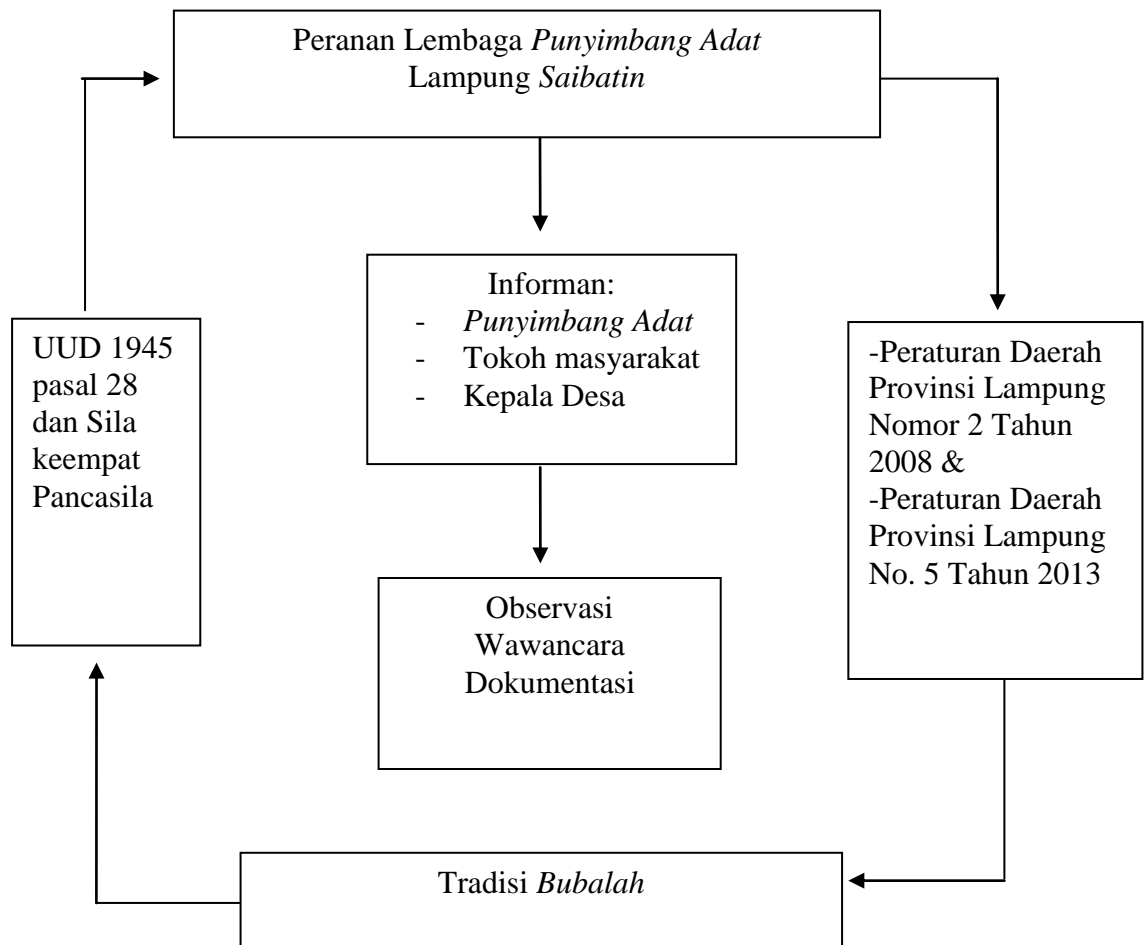 Peranan Lembaga Punyimbang Adat
Lampung Saibatin
Informan:
- Punyimbang Adat
- Tokoh masyarakat
- Kepala Desa
UUD 1945
pasal 28
dan Sila
keempat
Pancasila
-Peraturan Daerah
Provinsi Lampung
Nomor 2 Tahun
2008 &
-Peraturan Daerah
Provinsi Lampung
No. 5 Tahun 2013
Observasi
Wawancara
Dokumentasi
Tradisi Bubalah